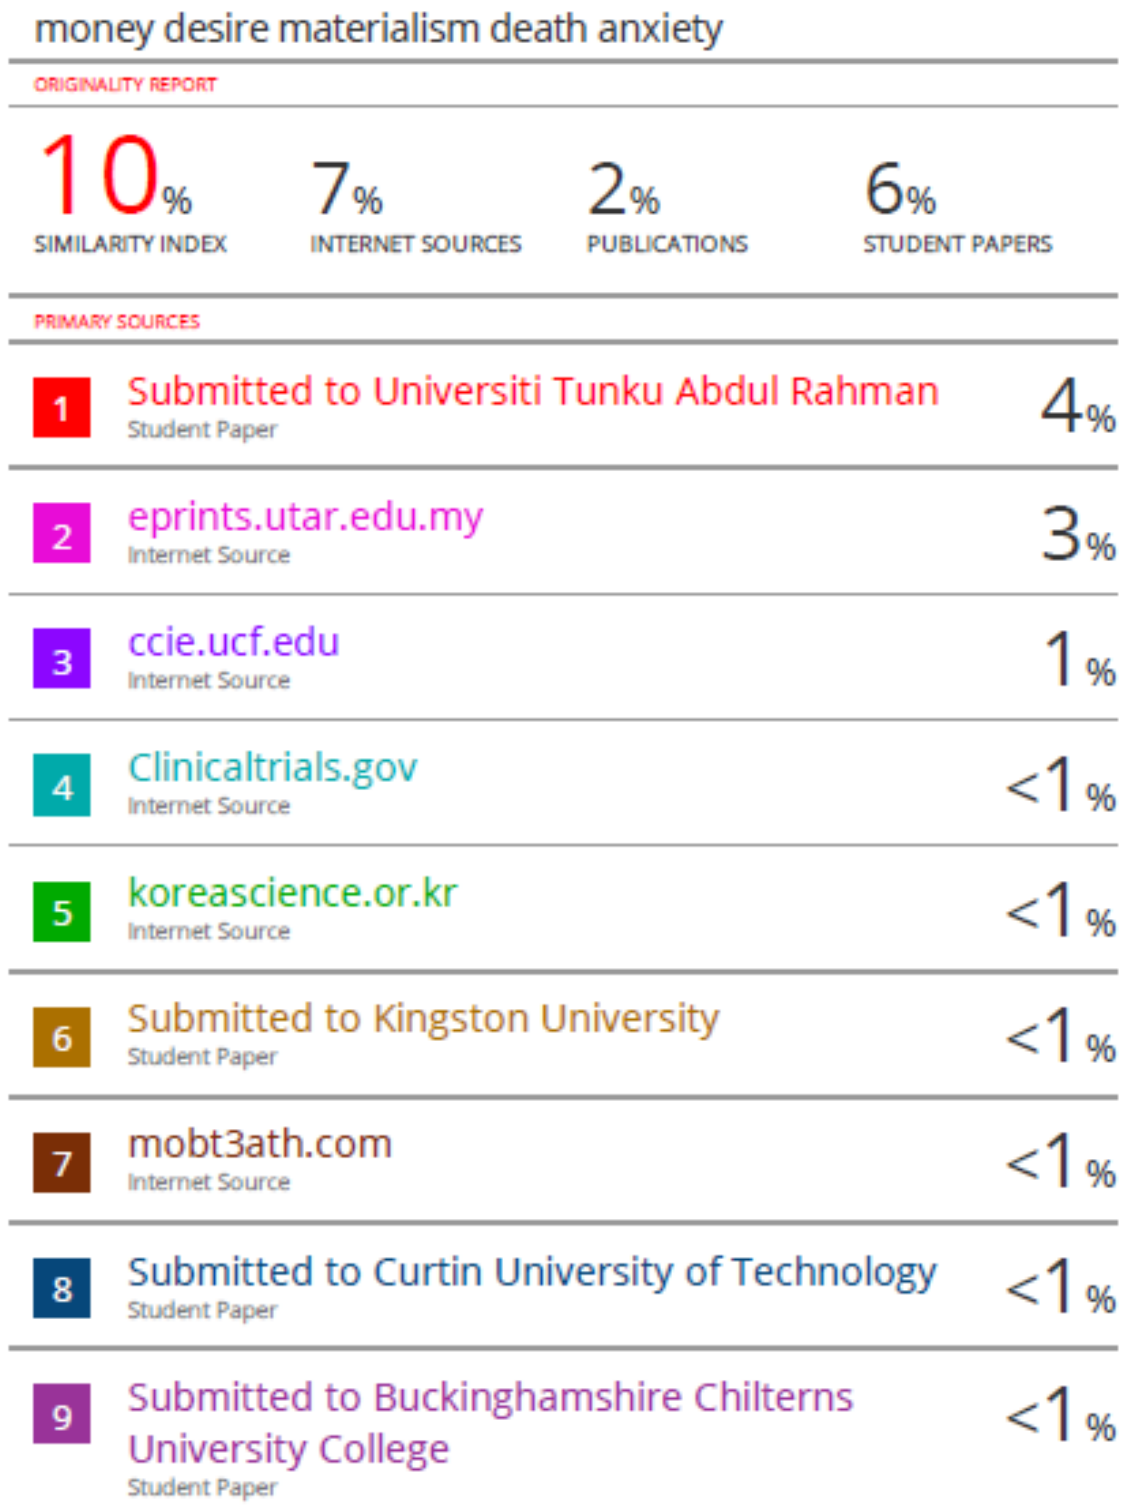 money desire materialism death anxiety
ORIGINALITY REPORT
10% 7% 2% 6%
SIMILARITY INDEX INTERNET SOURCES PUBLICATIONS STUDENT PAPERS
PRIMARY SOURCES
1 Submitted to Universiti Tunku Abdul Rahman 4%
Student Paper
2 eprints.utar.edu.my 3%
Internet Source
3 ccie.ucf.edu 1%
Internet Source
4 Clinicaltrials.gov <1%
Internet Source
5 koreascience.or.kr <1%
Internet Source
6 Submitted to Kingston University <1%
Student Paper
7 mobt3ath.com <1%
Internet Source
8 Submitted to Curtin University of Technology <1%
Student Paper
9 Submitted to Buckinghamshire Chilterns <1%
University College
Student Paper